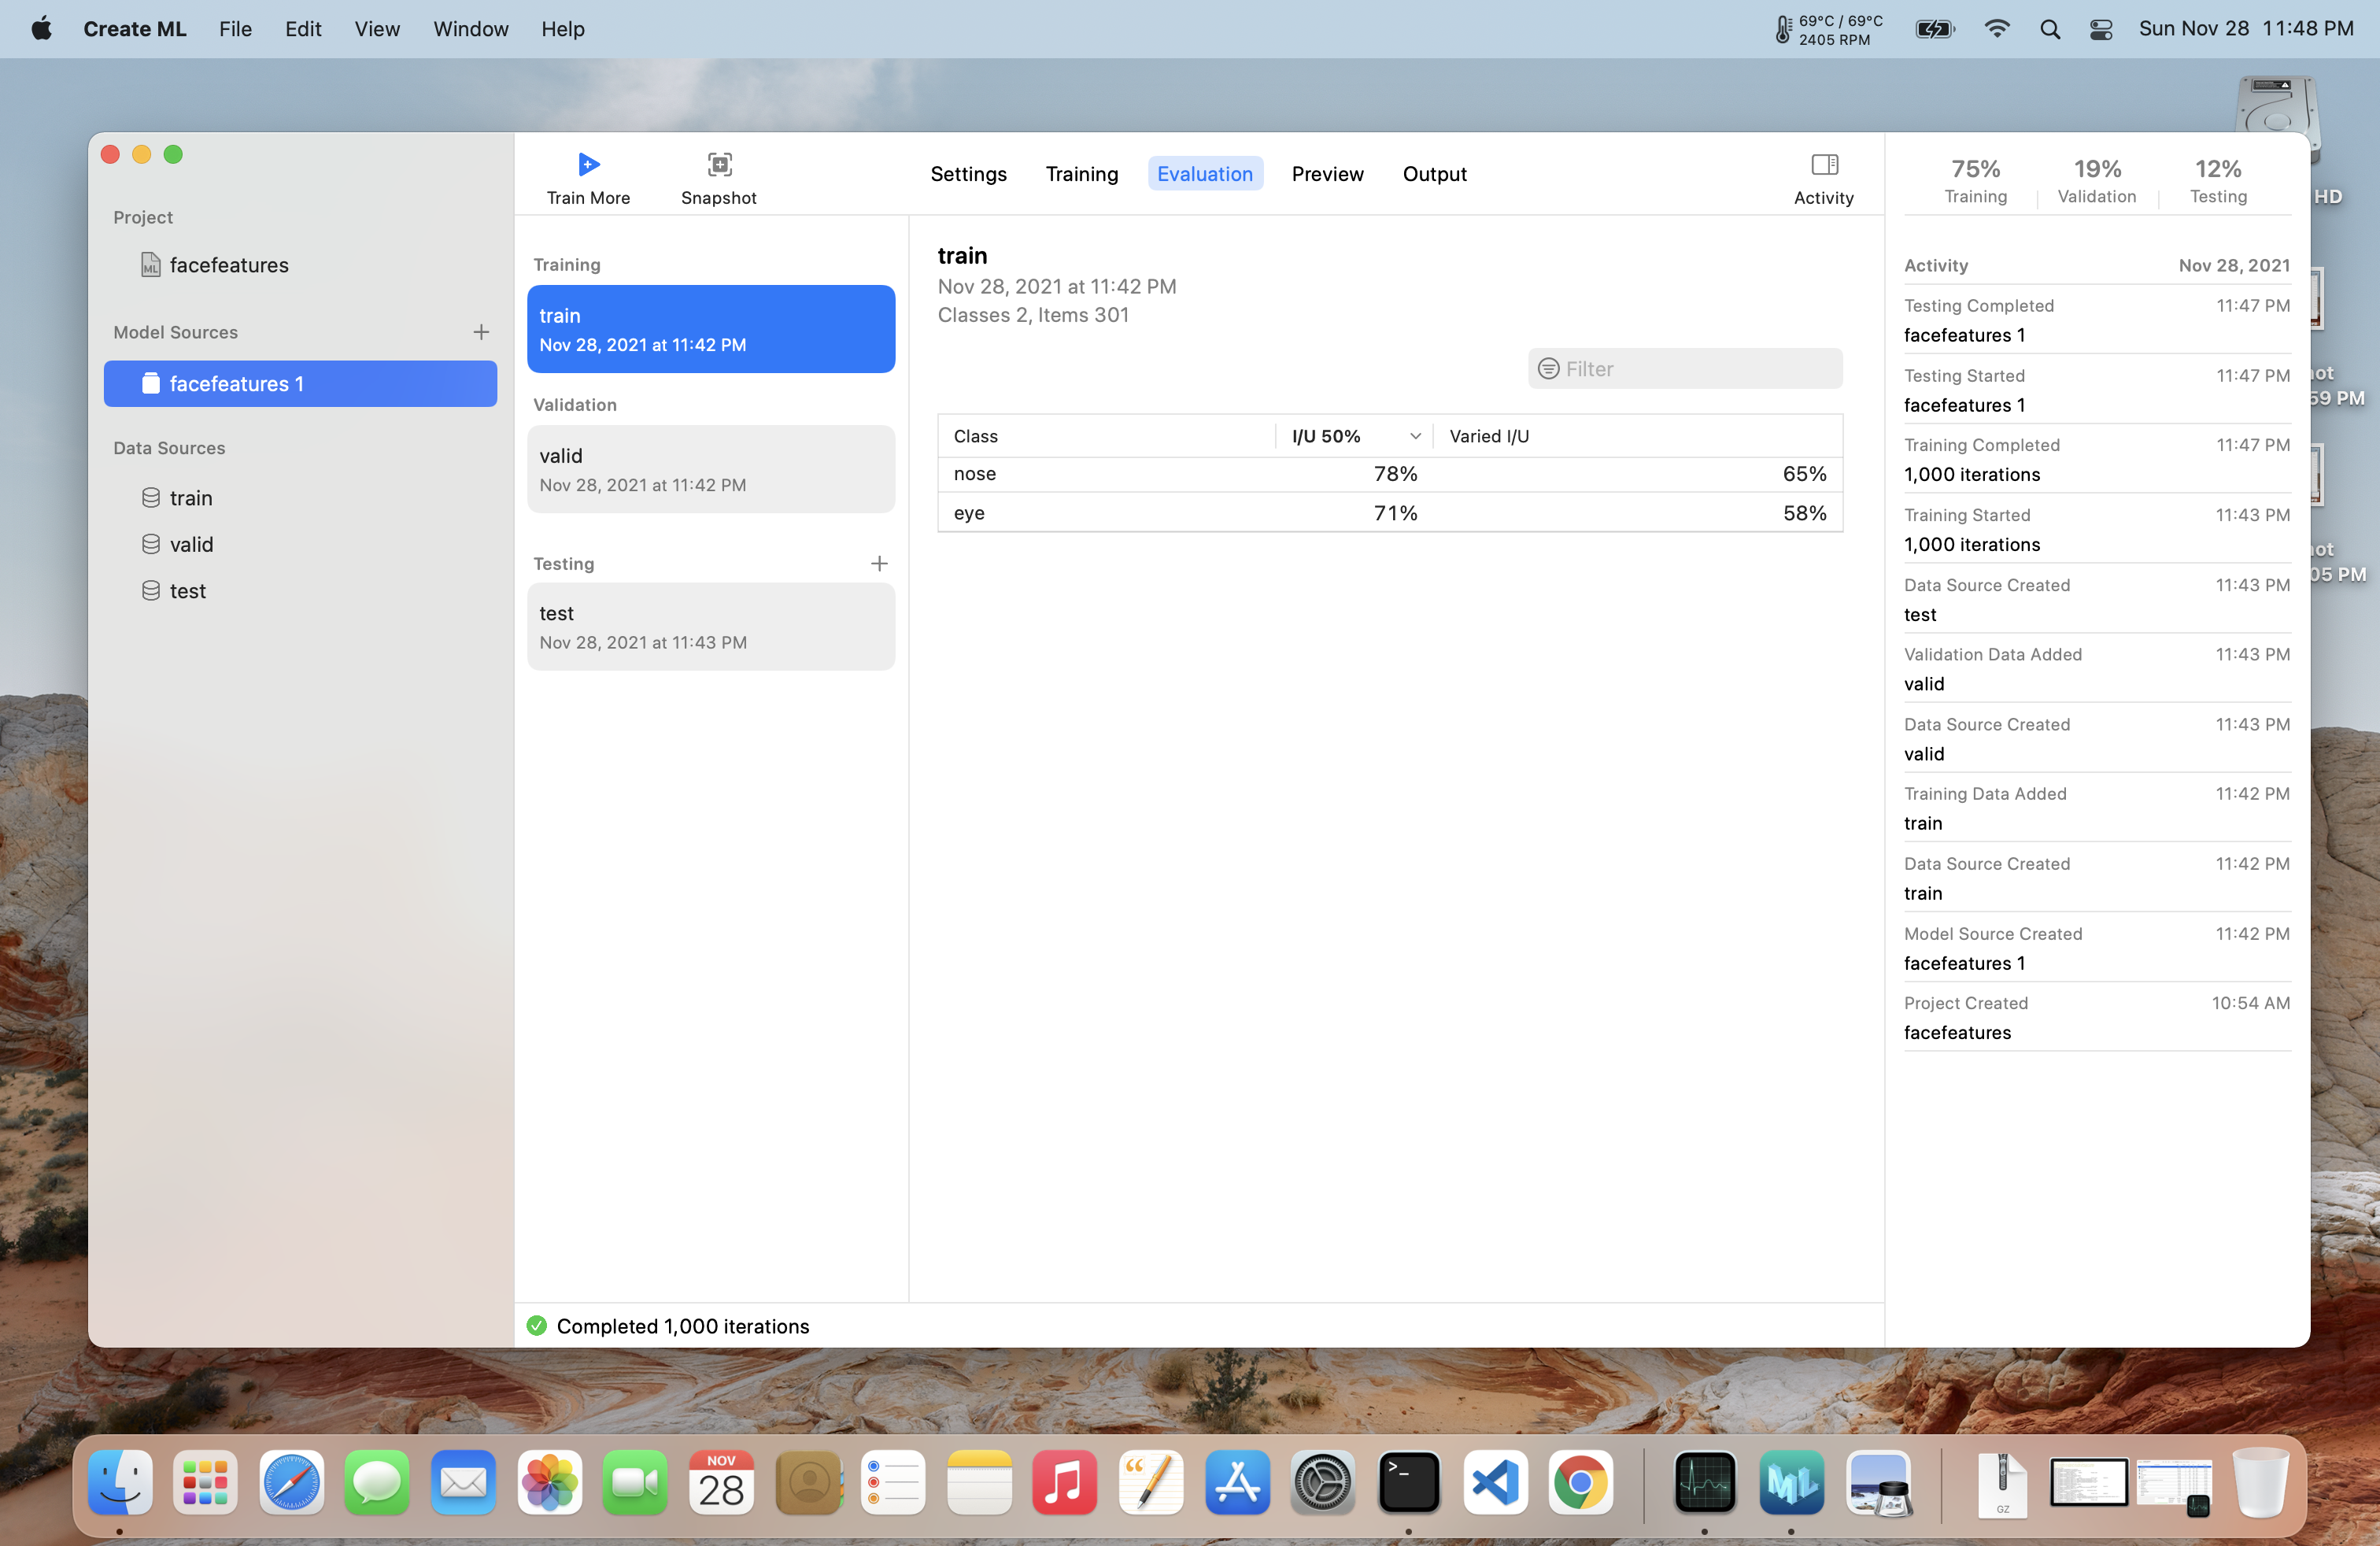 Create ML File Edit View Window Help
69°C / 69°C
2405 RPM
Sun Nov 28 11:48 PM
Project
facefeatures
Model Sources
facefeatures 1
Data Sources
train
valid
test
Train More
Snapshot
Settings Training Evaluation Preview Output
Activity
Training
train
Nov 28, 2021 at 11:42 PM
Validation
valid
Nov 28, 2021 at 11:42 PM
Testing
test
Nov 28, 2021 at 11:43 PM
train
Nov 28, 2021 at 11:42 PM
Classes 2, Items 301
Filter
Class I/U 50% Varied I/U
nose 78% 65%
eye 71% 58%
Completed 1,000 iterations
75% 19% 12%
Training Validation Testing
Activity Nov 28, 2021
Testing Completed 11:47 PM
facefeatures 1
Testing Started 11:47 PM
facefeatures 1
Training Completed 11:47 PM
1,000 iterations
Training Started 11:43 PM
1,000 iterations
Data Source Created 11:43 PM
test
Validation Data Added 11:43 PM
valid
Data Source Created 11:43 PM
valid
Training Data Added 11:42 PM
train
Data Source Created 11:42 PM
train
Model Source Created 11:42 PM
facefeatures 1
Project Created 10:54 AM
facefeatures
HD
ot
59 PM
ot
05 PM
NOV
28
ML
GZ